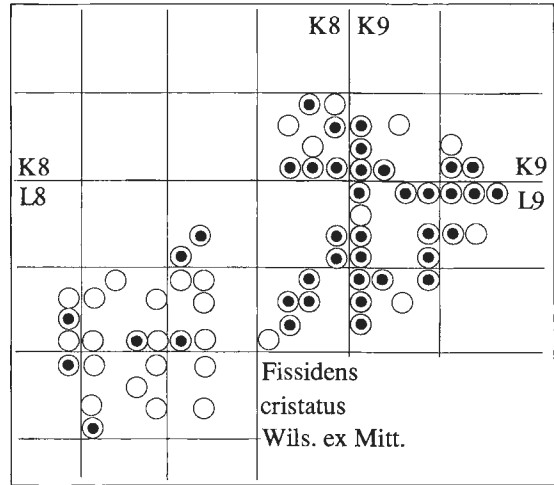 K8 K9
K8 K9
L8 L9
Fissidens
cristatus
Wils. ex Mitt.